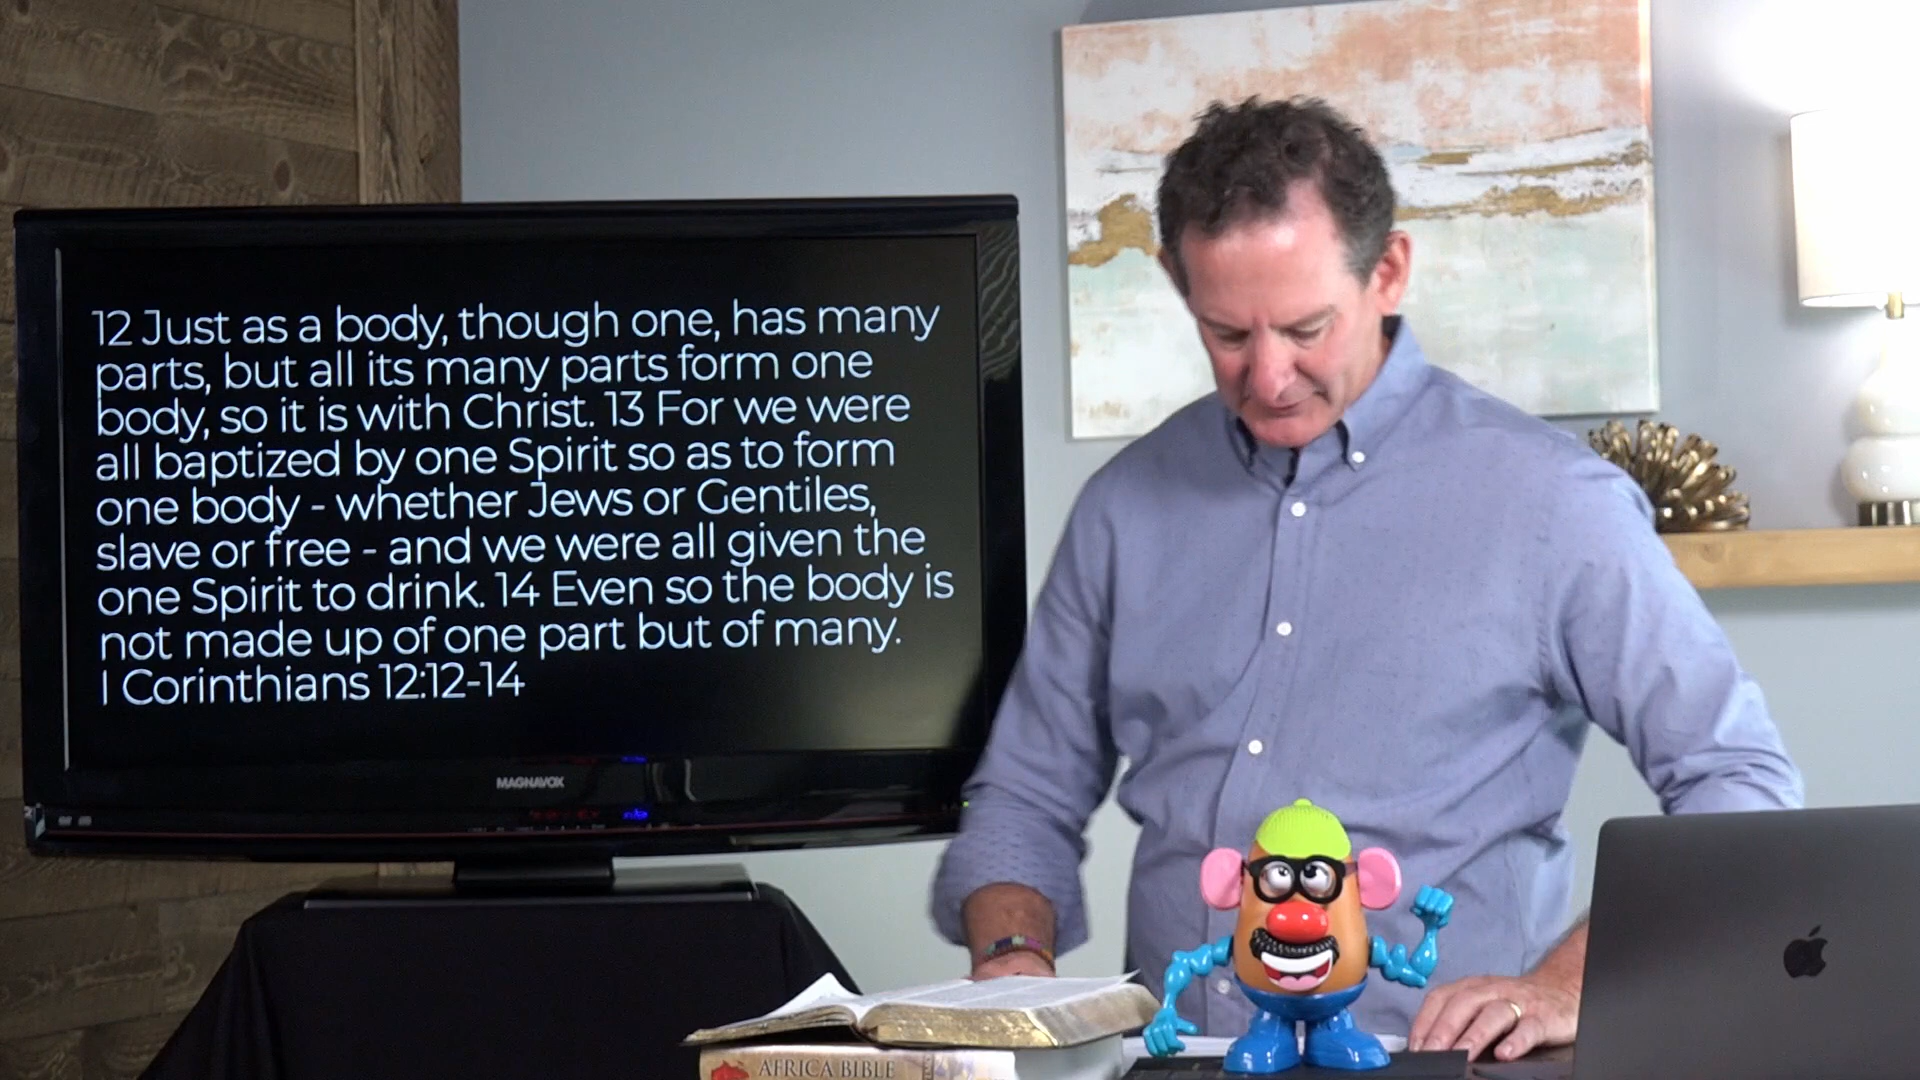 12 Just as a body, though one, has many
parts, but all its many parts form one
body, so it is with Christ. 13 For we were
all baptized by one Spirit so as to form
one body - whether Jews or Gentiles,
slave or free - and we were all given the
one Spirit to drink. 14 Even so the body is
not made up of one part but of many.
I Corinthians 12:12-14
MAGNAVOX
AFRICA BIBLE